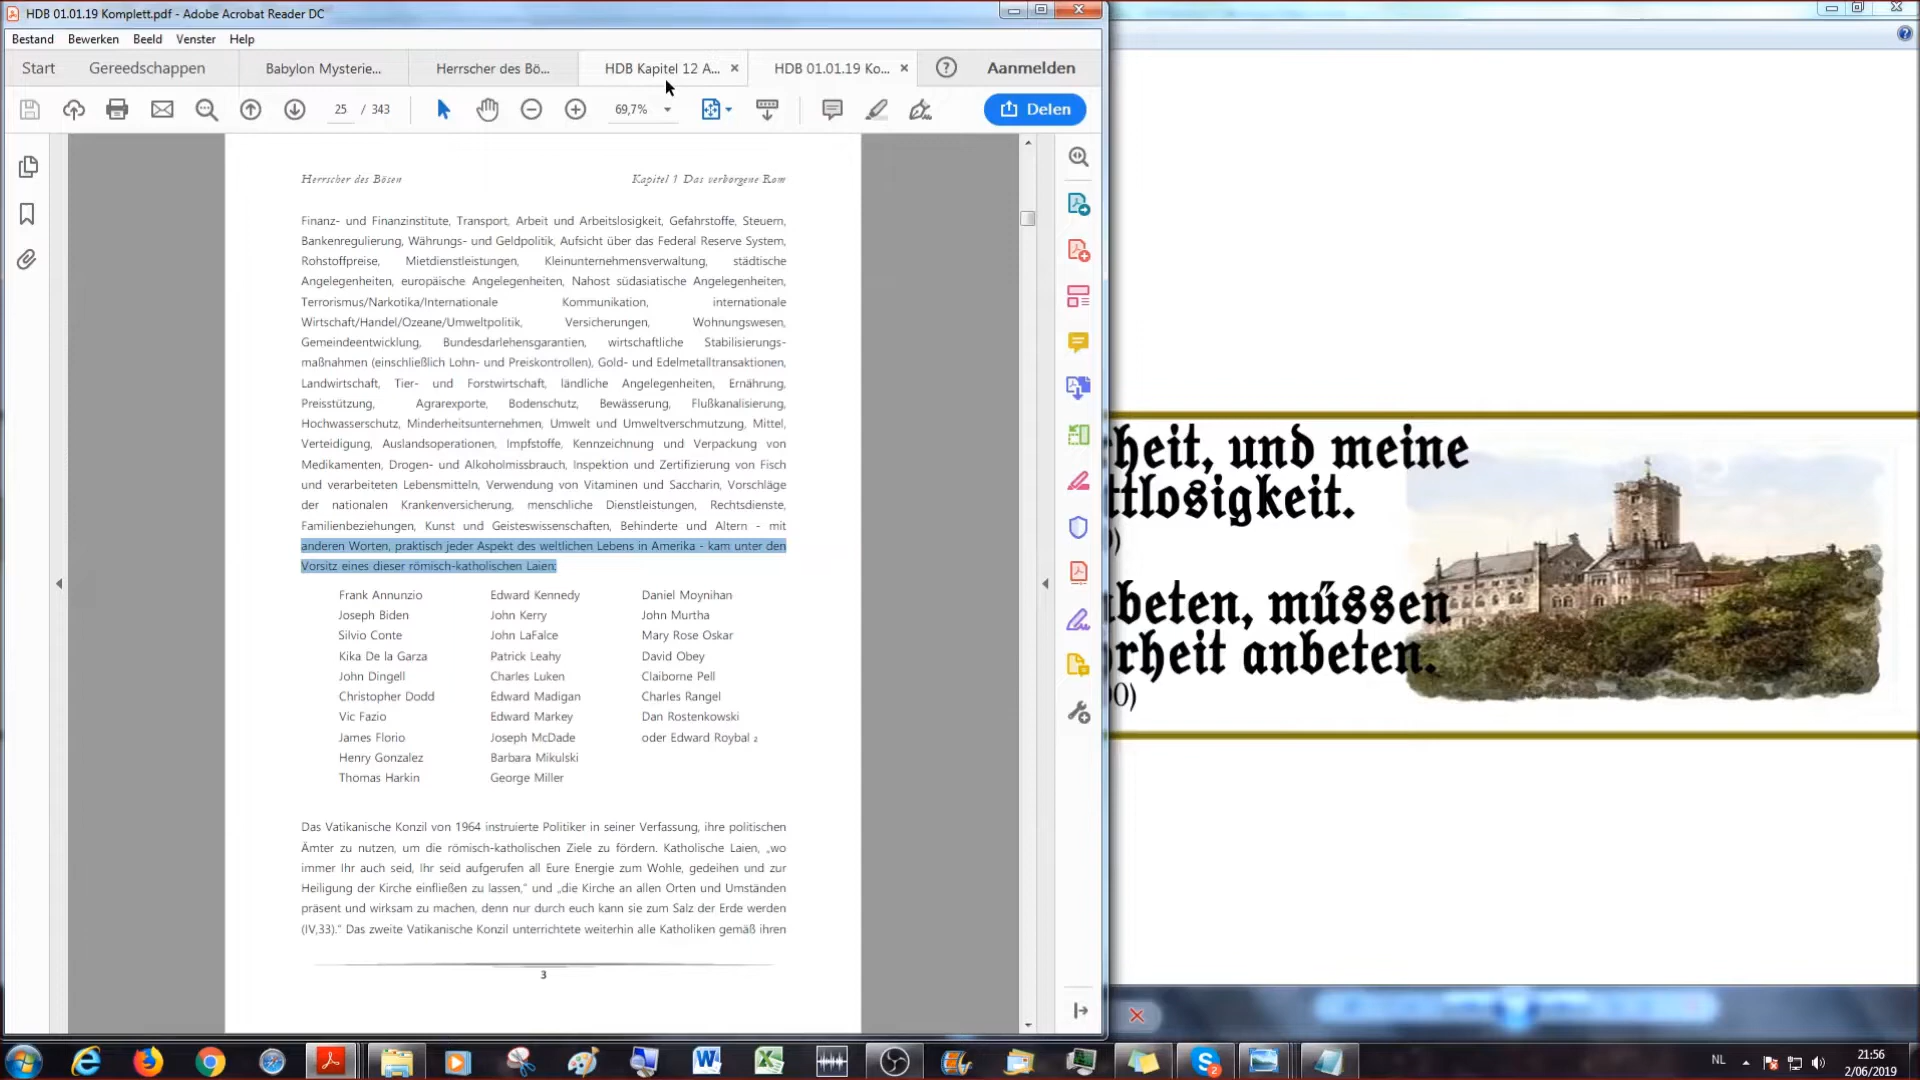 HDB 01.01.19 Komplett.pdf - Adobe Acrobat Reader DC
Bestand Bewerken Beeld Venster Help
Start Gereedschappen Babylon Mysterie... Herrscher des Bö... HDB Kapitel 12 A... HDB 01.01.19 Ko... Aanmelden
25 / 343 69,7% Delen
Herrscher des Bösen Kapitel 1 Das verborgene Rom
Finanz- und Finanzinstitute, Transport, Arbeit und Arbeitslosigkeit, Gefahrstoffe, Steuern,
Bankenregulierung, Währungs- und Geldpolitik, Aufsicht über das Federal Reserve System,
Rohstoffpreise, Mietdienstleistungen, Kleinunternehmensverwaltung, städtische
Angelegenheiten, europäische Angelegenheiten, Nahost südasiatische Angelegenheiten,
Terrorismus/Narkotika/Internationale Kommunikation, internationale
Wirtschaft/Handel/Ozeane/Umweltpolitik, Versicherungen, Wohnungswesen,
Gemeindeentwicklung, Bundesdarlehensgarantien, wirtschaftliche Stabilisierungs-
maßnahmen (einschließlich Lohn- und Preiskontrollen), Gold- und Edelmetalltransaktionen,
Landwirtschaft, Tier- und Forstwirtschaft, ländliche Angelegenheiten, Ernährung,
Preisstützung, Agrarexporte, Bodenschutz, Bewässerung, Flußkanalisierung,
Hochwasserschutz, Minderheitsunternehmen, Umwelt und Umweltverschmutzung, Mittel,
Verteidigung, Auslandsoperationen, Impfstoffe, Kennzeichnung und Verpackung von
Medikamenten, Drogen- und Alkoholmissbrauch, Inspektion und Zertifizierung von Fisch
und verarbeiteten Lebensmitteln, Verwendung von Vitaminen und Saccharin, Vorschläge
der nationalen Krankenversicherung, menschliche Dienstleistungen, Rechtsdienste,
Familienbeziehungen, Kunst und Geisteswissenschaften, Behinderte und Altern - mit
anderen Worten, praktisch jeder Aspekt des weltlichen Lebens in Amerika - kam unter den
Vorsitz eines dieser römisch-katholischen Laien:
Frank Annunzio Edward Kennedy Daniel Moynihan
Joseph Biden John Kerry John Murtha
Silvio Conte John LaFalce Mary Rose Oskar
Kika De la Garza Patrick Leahy David Obey
John Dingell Charles Luken Claiborne Pell
Christopher Dodd Edward Madigan Charles Rangel
Vic Fazio Edward Markey Dan Rostenkowski
James Florio Joseph McDade oder Edward Roybal 2
Henry Gonzalez Barbara Mikulski
Thomas Harkin George Miller
Das Vatikanische Konzil von 1964 instruierte Politiker in seiner Verfassung, ihre politischen
Ämter zu nutzen, um die römisch-katholischen Ziele zu fördern. Katholische Laien, „wo
immer Ihr auch seid, Ihr seid aufgerufen all Eure Energie zum Wohle, gedeihen und zur
Heiligung der Kirche einfließen zu lassen,“ und „die Kirche an allen Orten und Umständen
präsent und wirksam zu machen, denn nur durch euch kann sie zum Salz der Erde werden
(IV,33).“ Das zweite Vatikanische Konzil unterrichtete weiterhin alle Katholiken gemäß ihren
3
heit, und meine
ttlosigkeit.
)
beten, müssen
rheit anbeten.
00)
NL
21:56
2/06/2019